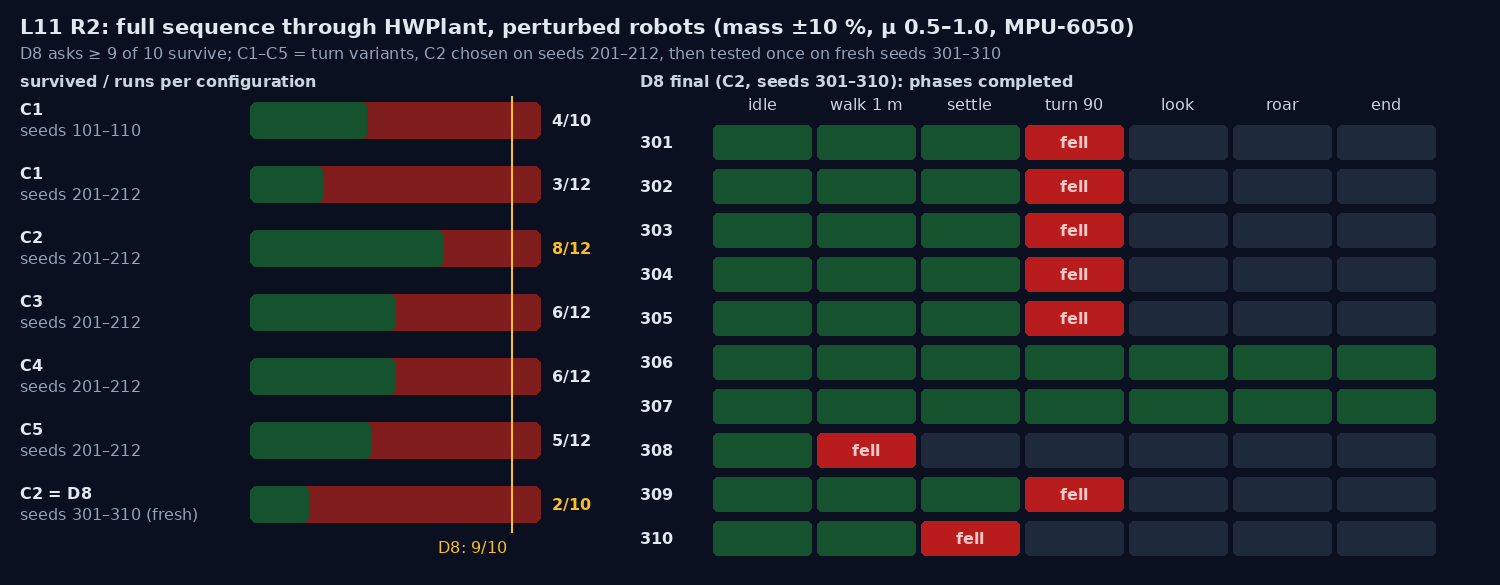 L11 R2: full sequence through HWPlant, perturbed robots (mass ±10 %, µ 0.5–1.0, MPU-6050)
D8 asks ≥ 9 of 10 survive; C1–C5 = turn variants, C2 chosen on seeds 201–212, then tested once on fresh seeds 301–310
survived / runs per configuration
C1
seeds 101–110
4/10
C1
seeds 201–212
3/12
C2
seeds 201–212
8/12
C3
seeds 201–212
6/12
C4
seeds 201–212
6/12
C5
seeds 201–212
5/12
C2 = D8
seeds 301–310 (fresh)
2/10
D8: 9/10
D8 final (C2, seeds 301–310): phases completed
idle walk 1 m settle turn 90 look roar end
301 fell
302 fell
303 fell
304 fell
305 fell
306
307
308 fell
309 fell
310 fell